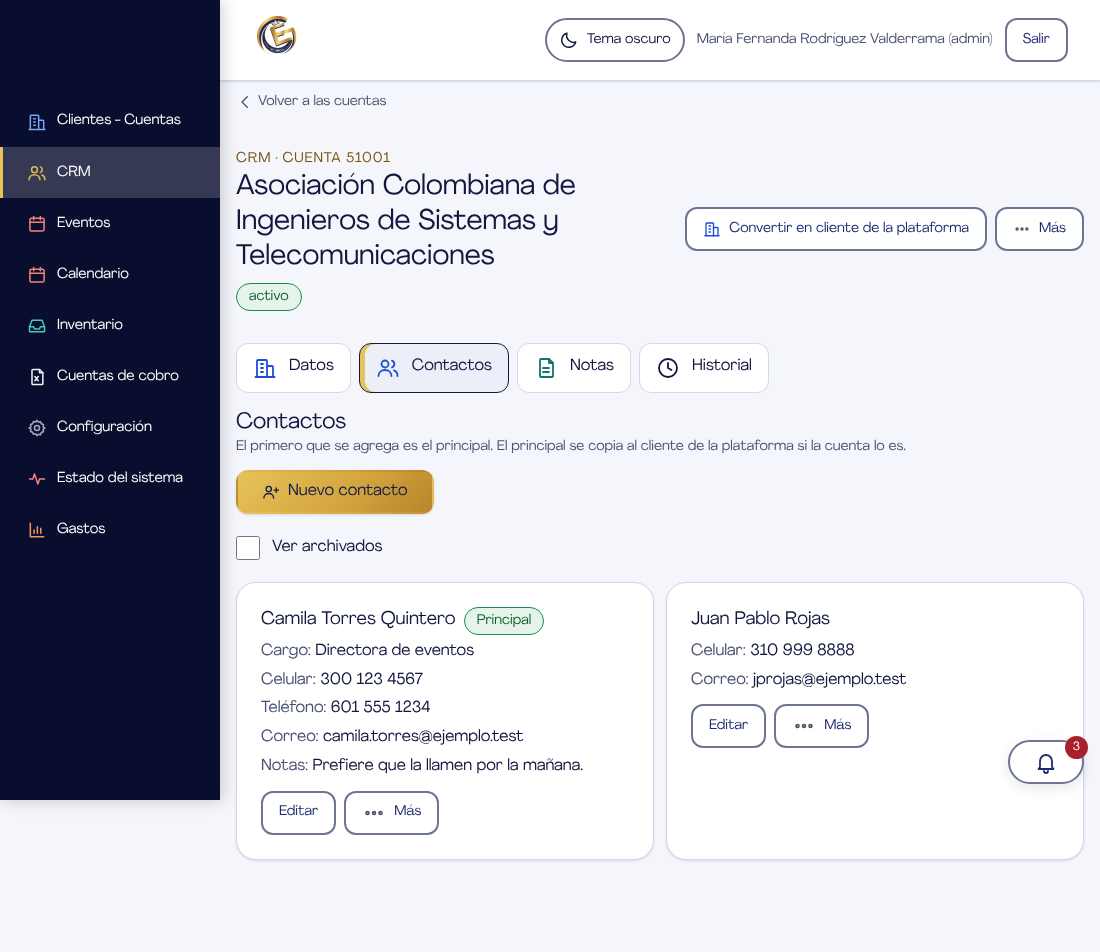 Tema oscuro
María Fernanda Rodríguez Valderrama (admin)
Salir
Clientes - Cuentas
CRM
Eventos
Calendario
Inventario
Cuentas de cobro
Configuración
Estado del sistema
Gastos
Volver a las cuentas
CRM · CUENTA 51001
Asociación Colombiana de
Ingenieros de Sistemas y
Telecomunicaciones
activo
Convertir en cliente de la plataforma
Más
Datos
Contactos
Notas
Historial
Contactos
El primero que se agrega es el principal. El principal se copia al cliente de la plataforma si la cuenta lo es.
Nuevo contacto
Ver archivados
Camila Torres Quintero Principal
Cargo: Directora de eventos
Celular: 300 123 4567
Teléfono: 601 555 1234
Correo: camila.torres@ejemplo.test
Notas: Prefiere que la llamen por la mañana.
Editar
Más
Juan Pablo Rojas
Celular: 310 999 8888
Correo: jprojas@ejemplo.test
Editar
Más
3